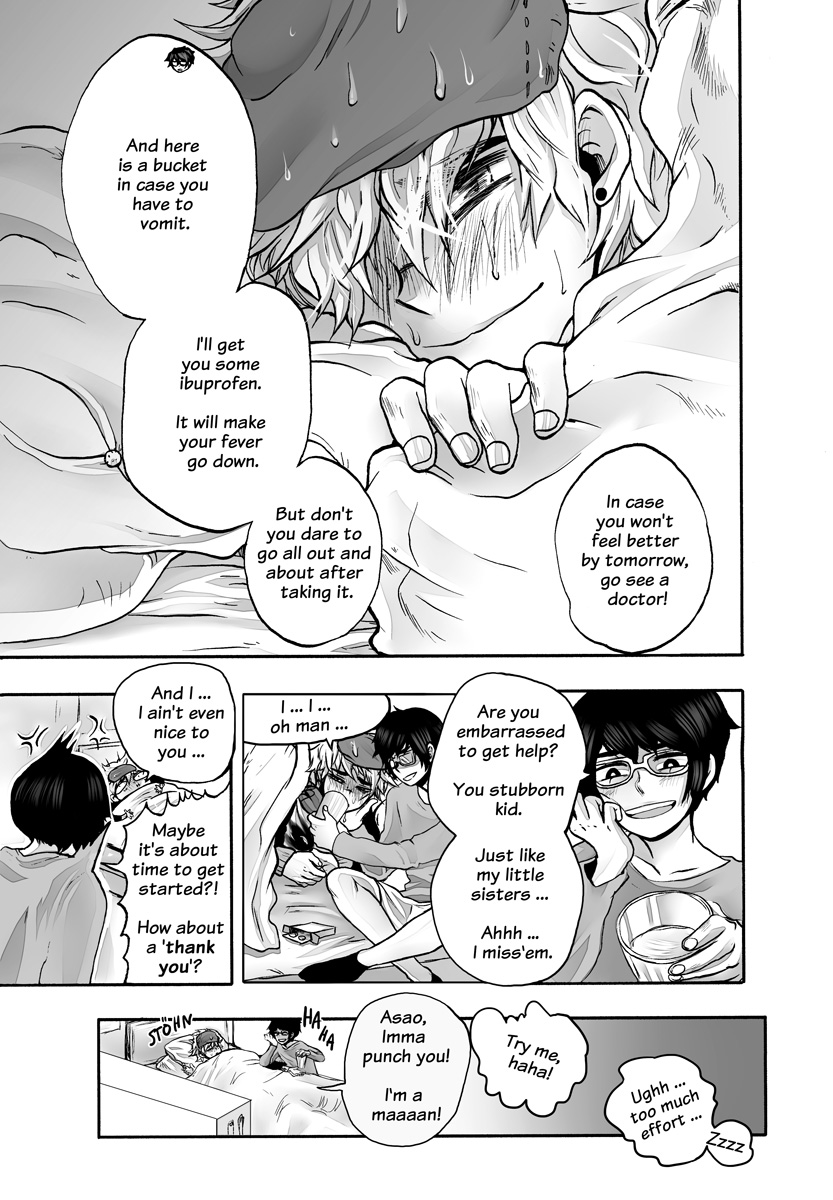 And here
is a bucket
in case you
have to
vomit.
I'll get
you some
ibuprofen.
It will make
your fever
go down.
But don't
you dare to
go all out and
about after
taking it.
In case
you won't
feel better
by tomorrow,
go see a
doctor!
And I ...
I ain't even
nice to
you ...
Maybe
it's about
time to get
started?!
How about
a 'thank
you'?
I ... I ...
oh man ...
Are you
embarrassed
to get help?
You stubborn
kid.
Just like
my little
sisters ...
Ahhh ...
I miss'em.
STÖHN
HA
HA
Asao,
Imma
punch you!
I'm a
maaaan!
Try me,
haha!
Ughh ...
too much
effort ...
Zzzz